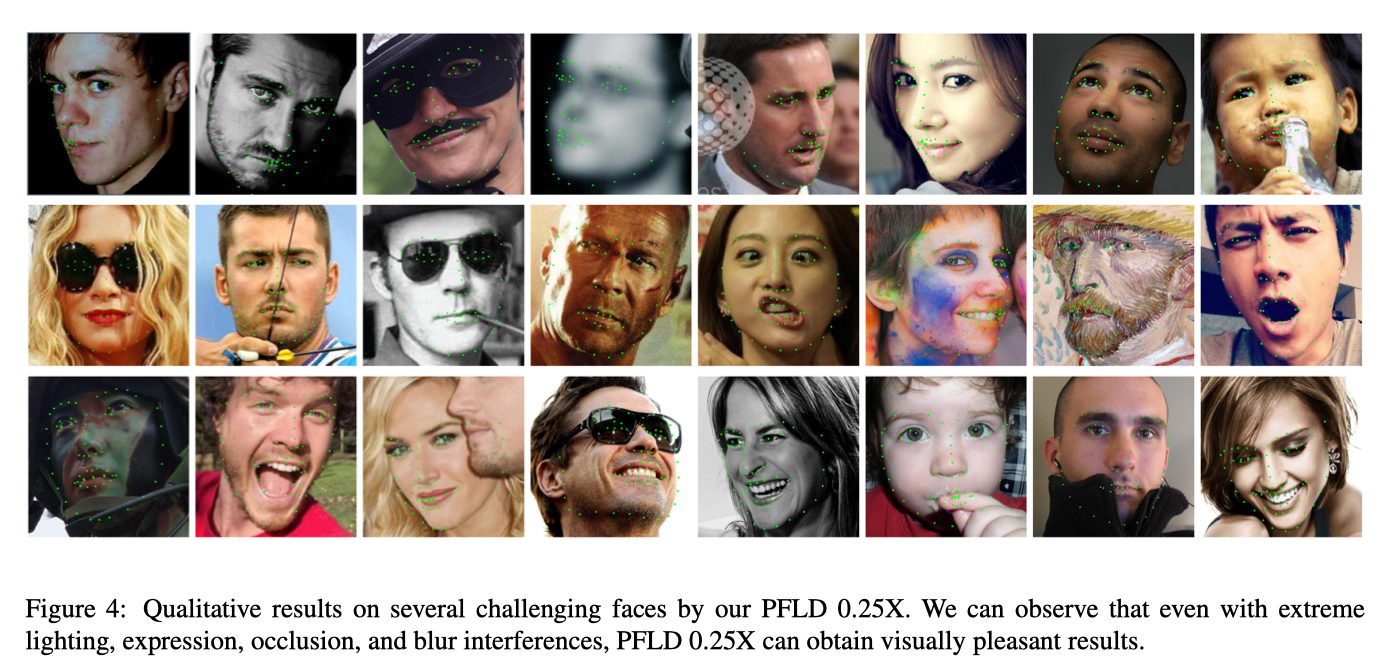 Figure 4: Qualitative results on several challenging faces by our PFLD 0.25X. We can observe that even with extreme
lighting, expression, occlusion, and blur interferences, PFLD 0.25X can obtain visually pleasant results.